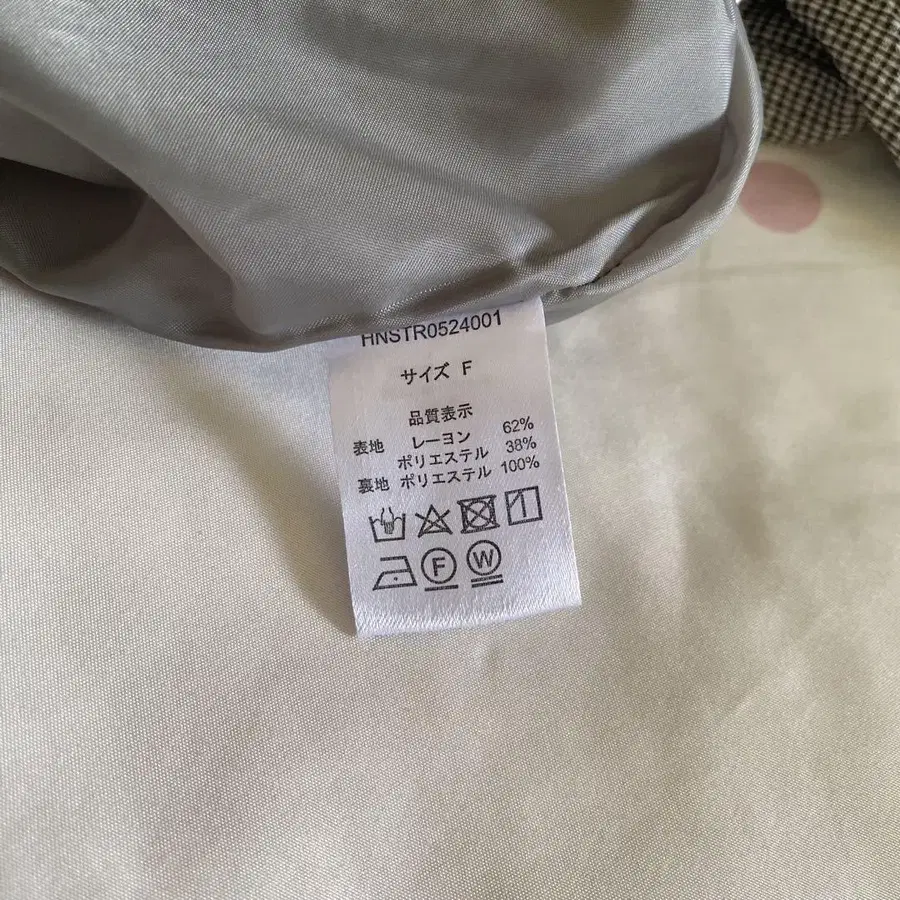 HNSTR0524001
サイズ F
品質表示
表地 レーヨン 62%
ポリエステル 38%
裏地 ポリエステル 100%
F W